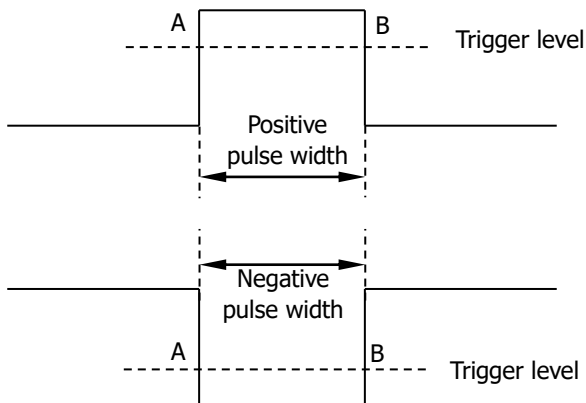 A
B
Trigger level
Positive
pulse width
Negative
pulse width
A
B
Trigger level